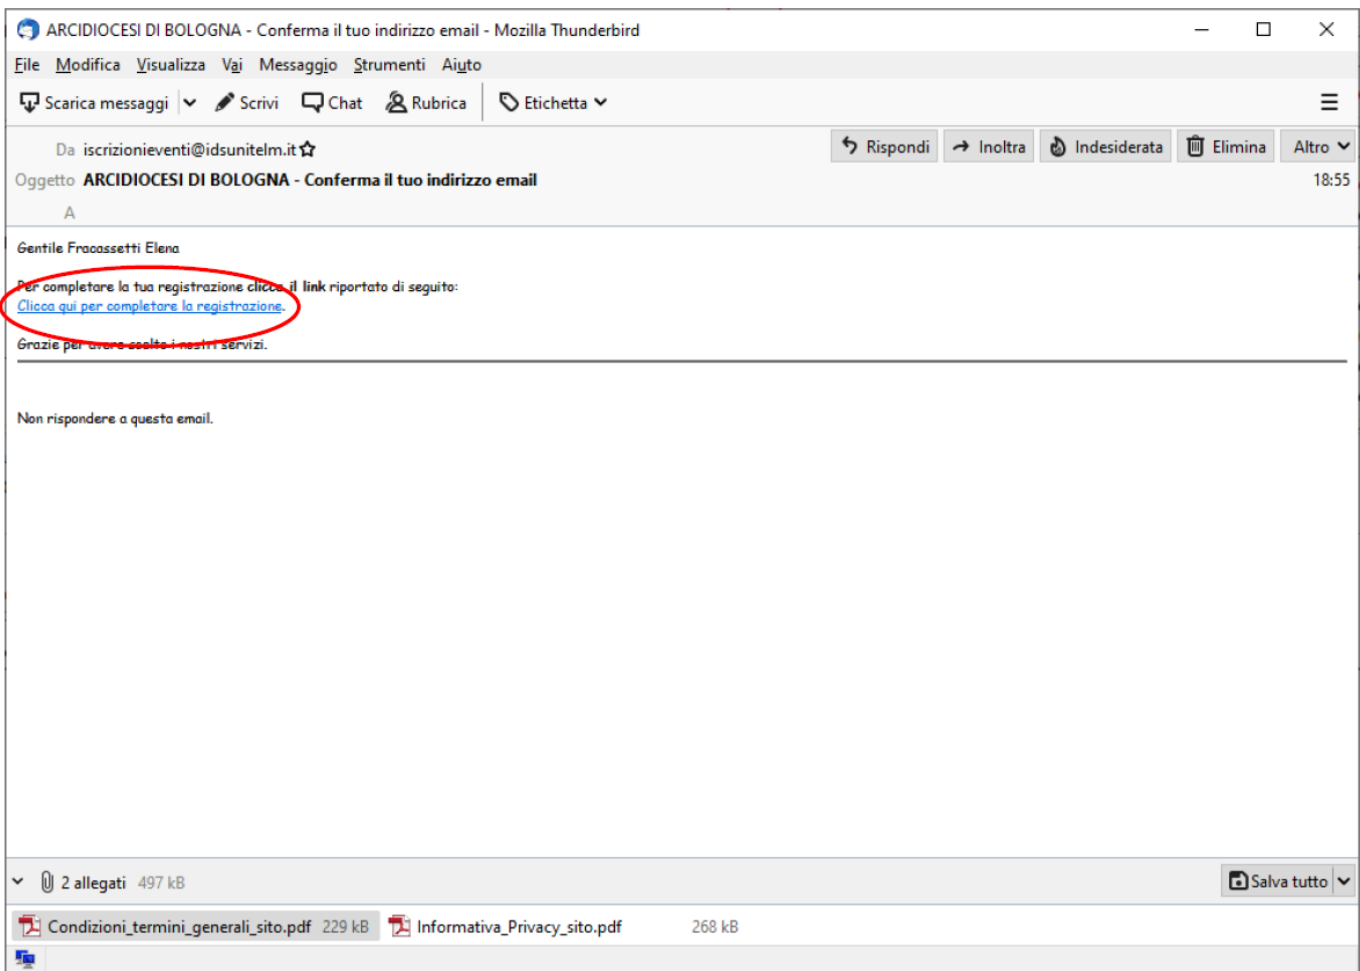 ARCIDIOCESI DI BOLOGNA - Conferma il tuo indirizzo email - Mozilla Thunderbird
File Modifica Visualizza Vai Messaggio Strumenti Aiuto
Scarica messaggi Scrivi Chat Rubrica Etichetta
Da iscrizionieventi@idsunitelm.it Rispondi Inoltra Indesiderata Elimina Altro
Oggetto ARCIDIOCESI DI BOLOGNA - Conferma il tuo indirizzo email 18:55
A
Gentile Fracassetti Elena
Per completare la tua registrazione clicca il link riportato di seguito:
Clicca qui per completare la registrazione.
Grazie per avere scelto i nostri servizi.
Non rispondere a questa email.
2 allegati 497 kB Salva tutto
Condizioni_termini_generali_sito.pdf 229 kB Informativa_Privacy_sito.pdf 268 kB